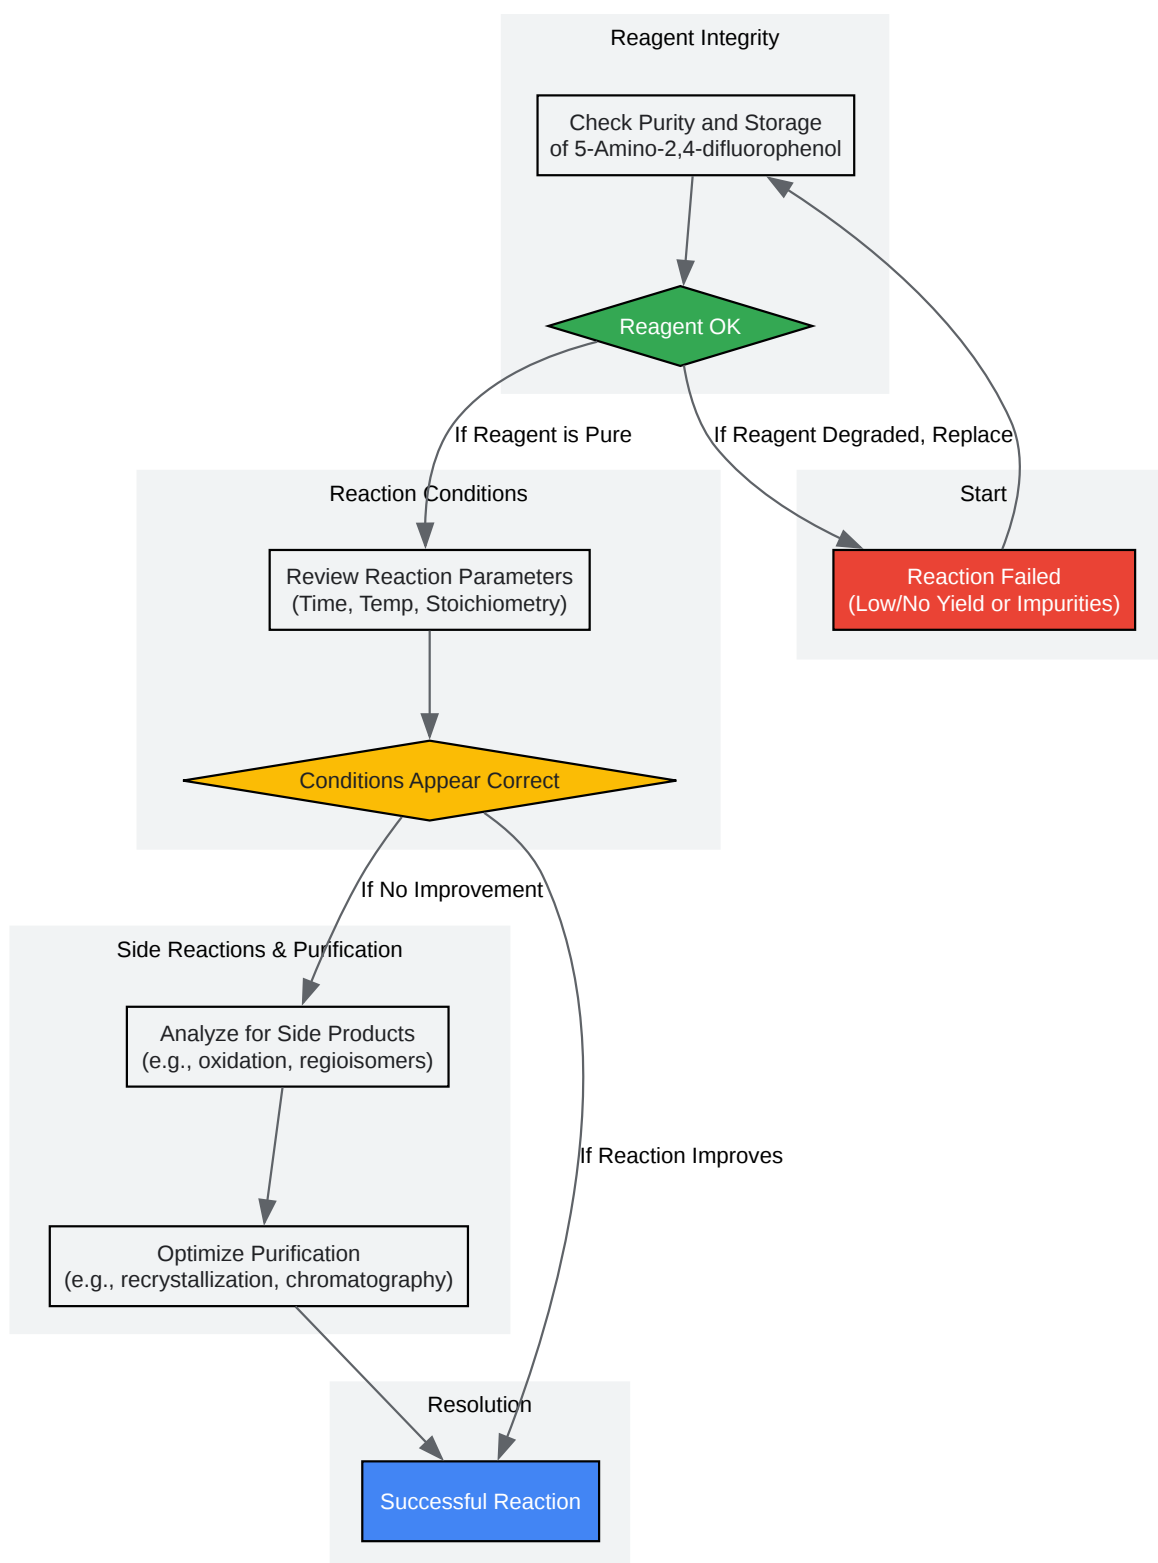 Reagent Integrity
Check Purity and Storage
of 5-Amino-2,4-difluorophenol
Reagent OK
If Reagent is Pure
If Reagent Degraded, Replace
Reaction Conditions
Start
Review Reaction Parameters
(Time, Temp, Stoichiometry)
Reaction Failed
(Low/No Yield or Impurities)
Conditions Appear Correct
If No Improvement
Side Reactions & Purification
Analyze for Side Products
(e.g., oxidation, regioisomers)
If Reaction Improves
Optimize Purification
(e.g., recrystallization, chromatography)
Resolution
Successful Reaction